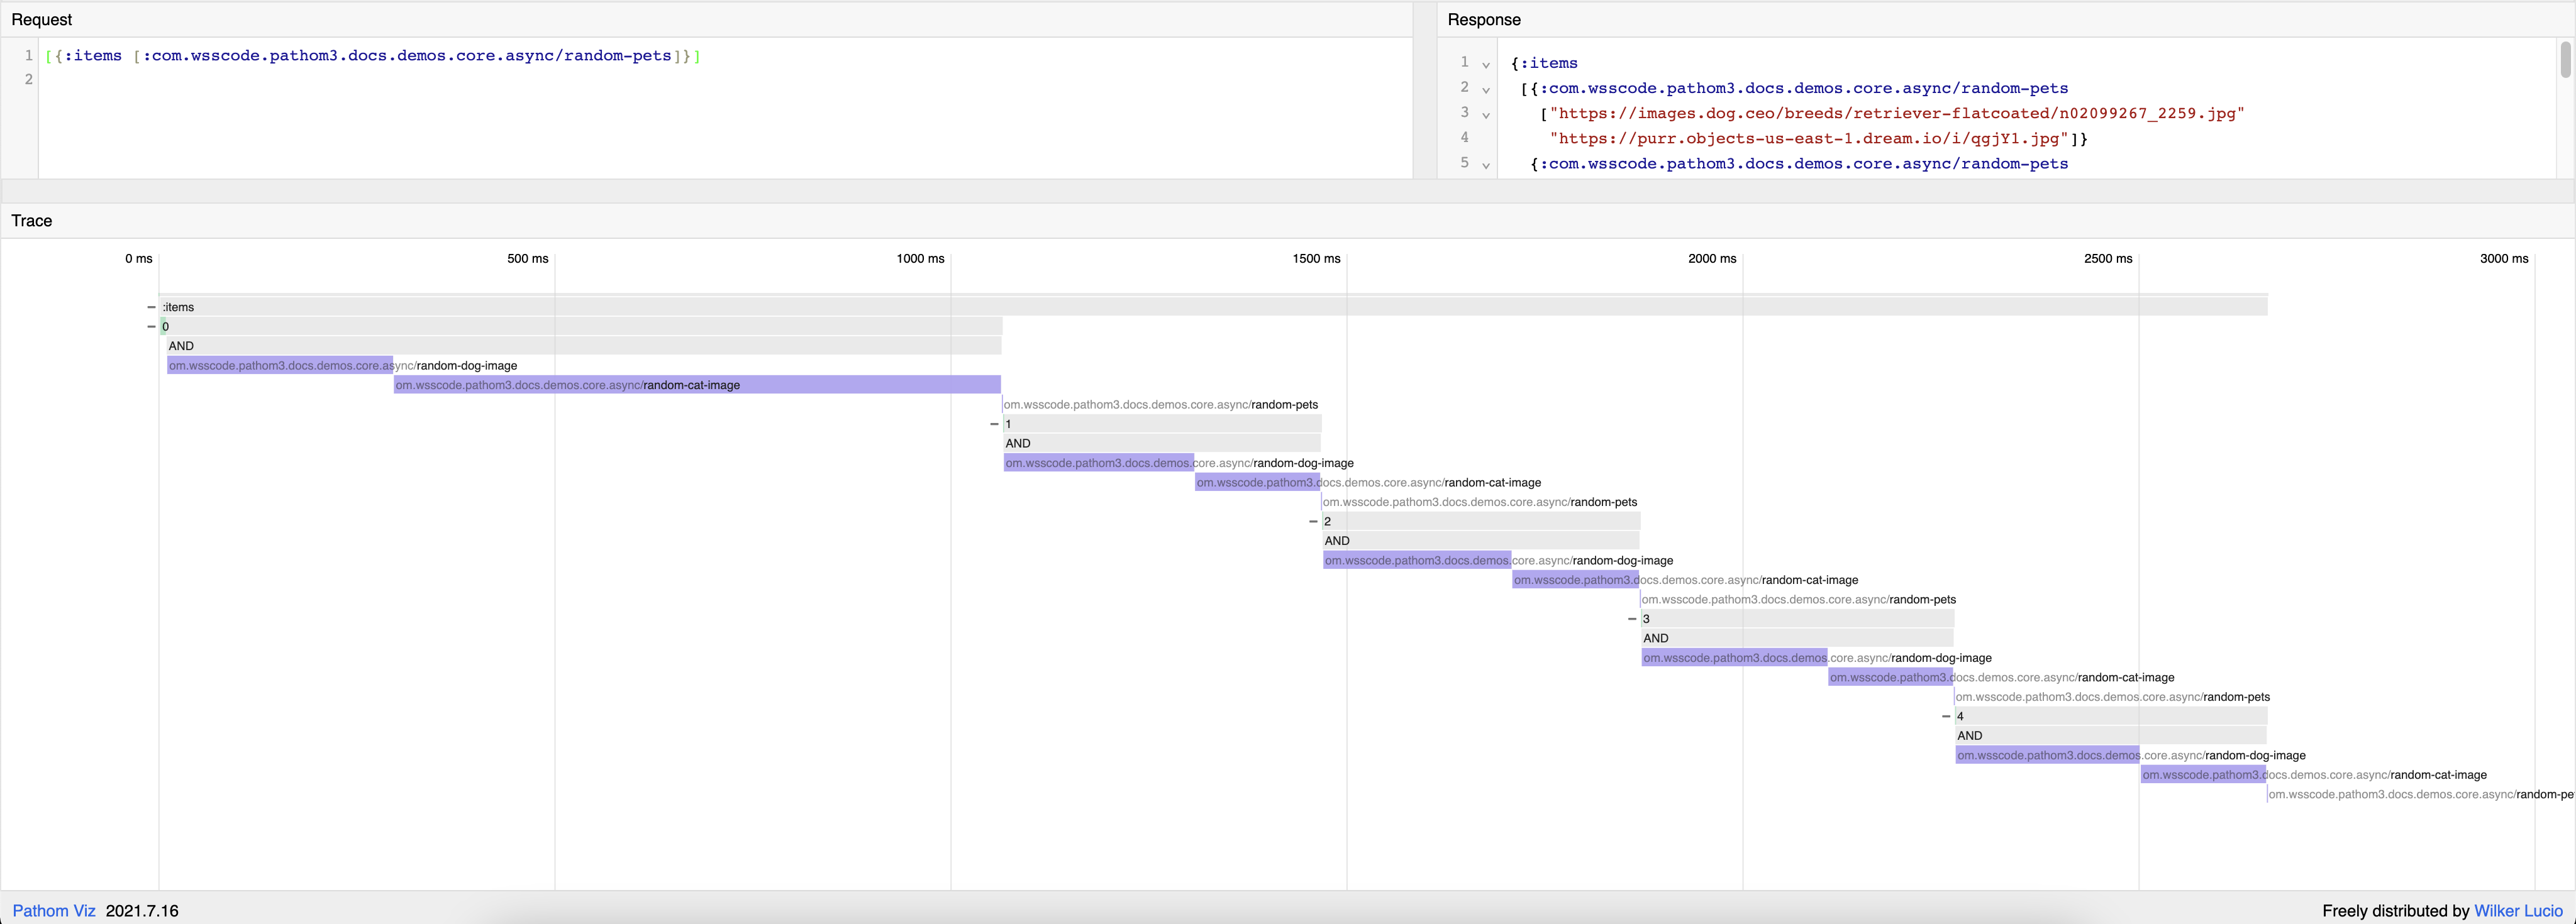 Request
1 [{:items [:com.wsscode.pathom3.docs.demos.core.async/random-pets]}]
2
Response
1 {:items
2 [{:com.wsscode.pathom3.docs.demos.core.async/random-pets
3 ["https://images.dog.ceo/breeds/retriever-flatcoated/n02099267_2259.jpg"
4 "https://purr.objects-us-east-1.dream.io/i/qgjY1.jpg"]}
5 {:com.wsscode.pathom3.docs.demos.core.async/random-pets
Trace
0 ms 500 ms 1000 ms 1500 ms 2000 ms 2500 ms 3000 ms
:items
0
AND
om.wsscode.pathom3.docs.demos.core.async/random-dog-image
om.wsscode.pathom3.docs.demos.core.async/random-cat-image
om.wsscode.pathom3.docs.demos.core.async/random-pets
1
AND
om.wsscode.pathom3.docs.demos.core.async/random-dog-image
om.wsscode.pathom3.docs.demos.core.async/random-cat-image
om.wsscode.pathom3.docs.demos.core.async/random-pets
2
AND
om.wsscode.pathom3.docs.demos.core.async/random-dog-image
om.wsscode.pathom3.docs.demos.core.async/random-cat-image
om.wsscode.pathom3.docs.demos.core.async/random-pets
3
AND
om.wsscode.pathom3.docs.demos.core.async/random-dog-image
om.wsscode.pathom3.docs.demos.core.async/random-cat-image
om.wsscode.pathom3.docs.demos.core.async/random-pets
4
AND
om.wsscode.pathom3.docs.demos.core.async/random-dog-image
om.wsscode.pathom3.docs.demos.core.async/random-cat-image
om.wsscode.pathom3.docs.demos.core.async/random-pe
Pathom Viz 2021.7.16
Freely distributed by Wilker Lucio